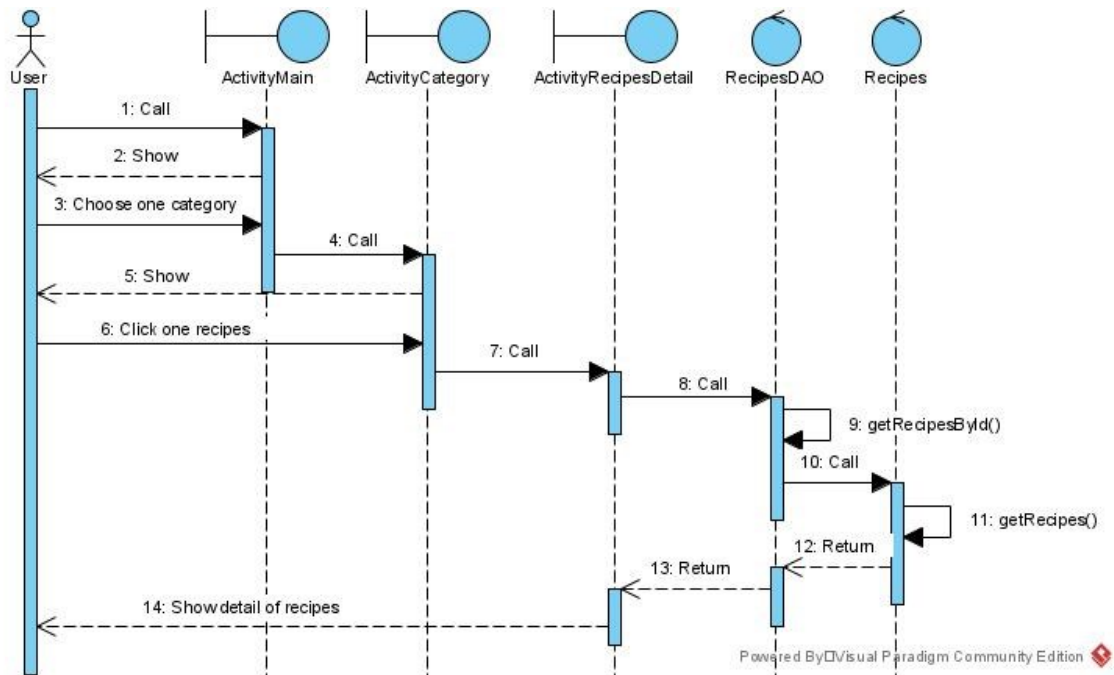 User
ActivityMain
ActivityCategory
ActivityRecipesDetail
RecipesDAO
Recipes
1: Call
2: Show
3: Choose one category
4: Call
5: Show
6: Click one recipes
7: Call
8: Call
9: getRecipesById()
10: Call
11: getRecipes()
12: Return
13: Return
14: Show detail of recipes
Powered By□Visual Paradigm Community Edition